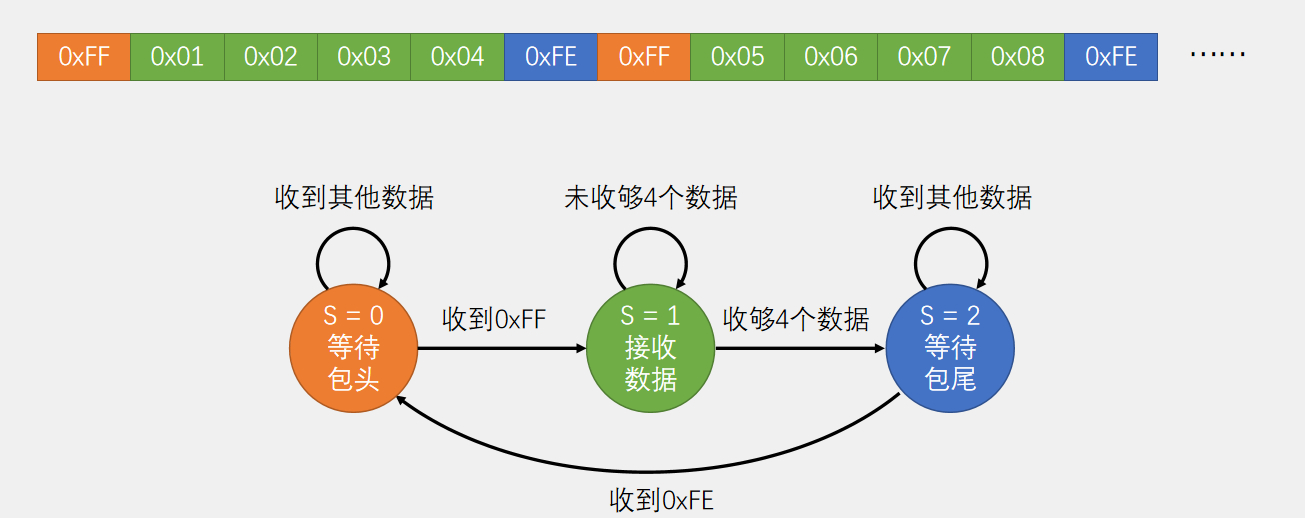 0xFF 0x01 0x02 0x03 0x04 0xFE 0xFF 0x05 0x06 0x07 0x08 0xFE ……
收到其他数据 未收够4个数据 收到其他数据
S = 0
等待
包头
收到0xFF
S = 1
接收
数据
收够4个数据
S = 2
等待
包尾
收到0xFE